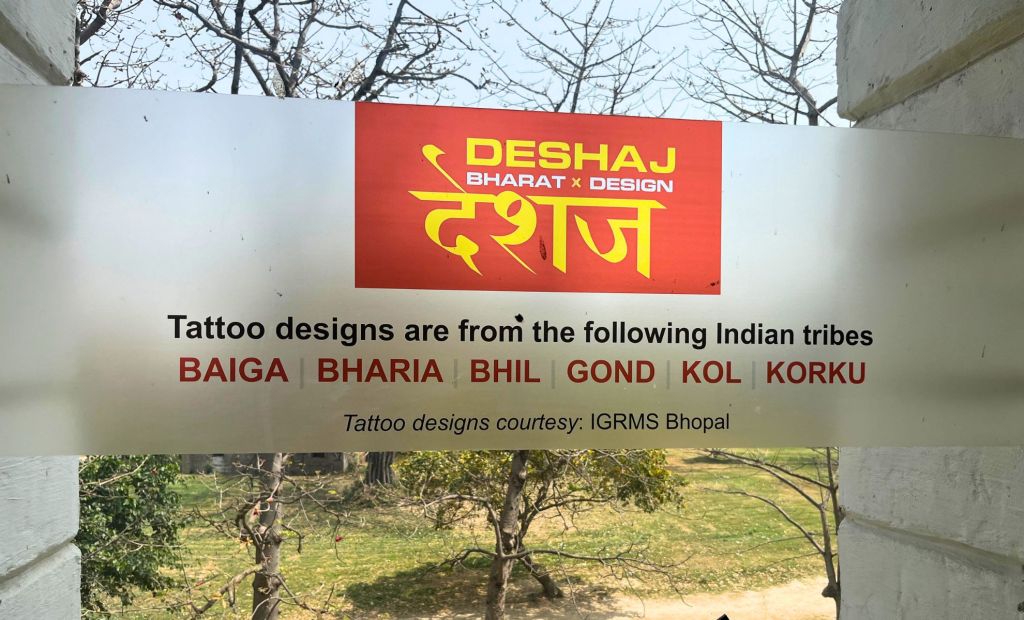 DESHAJ
BHARAT × DESIGN
देशज
Tattoo designs are from the following Indian tribes
BAIGA | BHARIA | BHIL | GOND | KOL | KORKU
Tattoo designs courtesy: IGRMS Bhopal